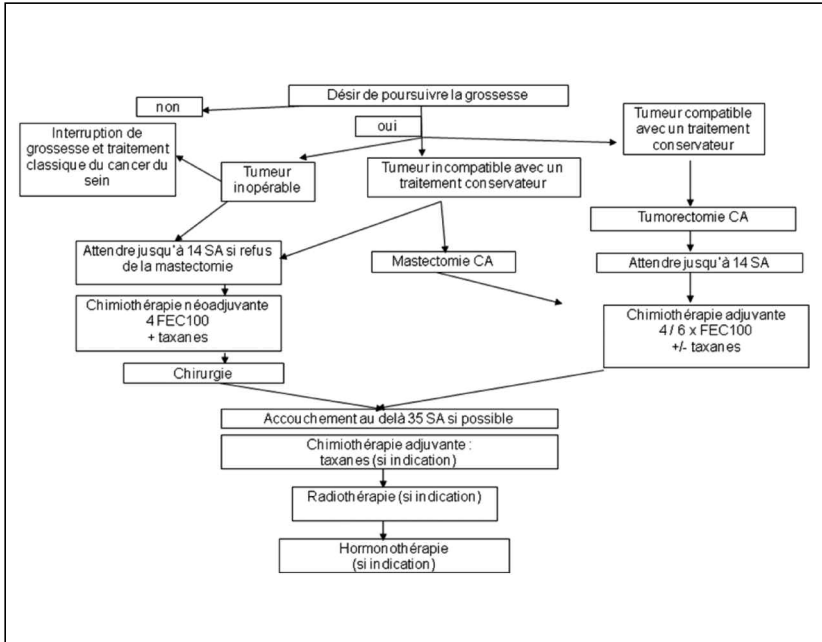 Désir de poursuivre la grossesse
non
oui
Interruption de
grossesse et traitement
classique du cancer du
sein
Tumeur
inopérable
Tumeur incompatible avec un
traitement conservateur
Tumeur compatible
avec un traitement
conservateur
Tumorectomie CA
Attendre jusqu'à 14 SA si refus
de la mastectomie
Mastectomie CA
Attendre jusqu'à 14 SA
Chimiothérapie néoadjuvante
4 FEC100
+ taxanes
Chimiothérapie adjuvante
4 / 6 x FEC100
+/- taxanes
Chirurgie
Accouchement au delà 35 SA si possible
Chimiothérapie adjuvante :
taxanes (si indication)
Radiothérapie (si indication)
Hormonothérapie
(si indication)